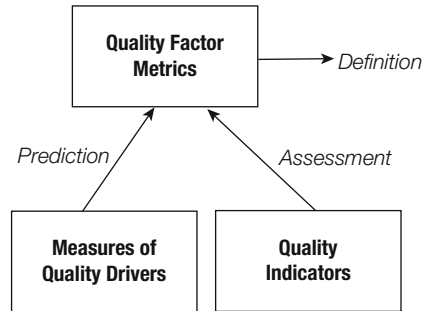 Quality Factor
Metrics
Definition
Prediction
Assessment
Measures of
Quality Drivers
Quality
Indicators